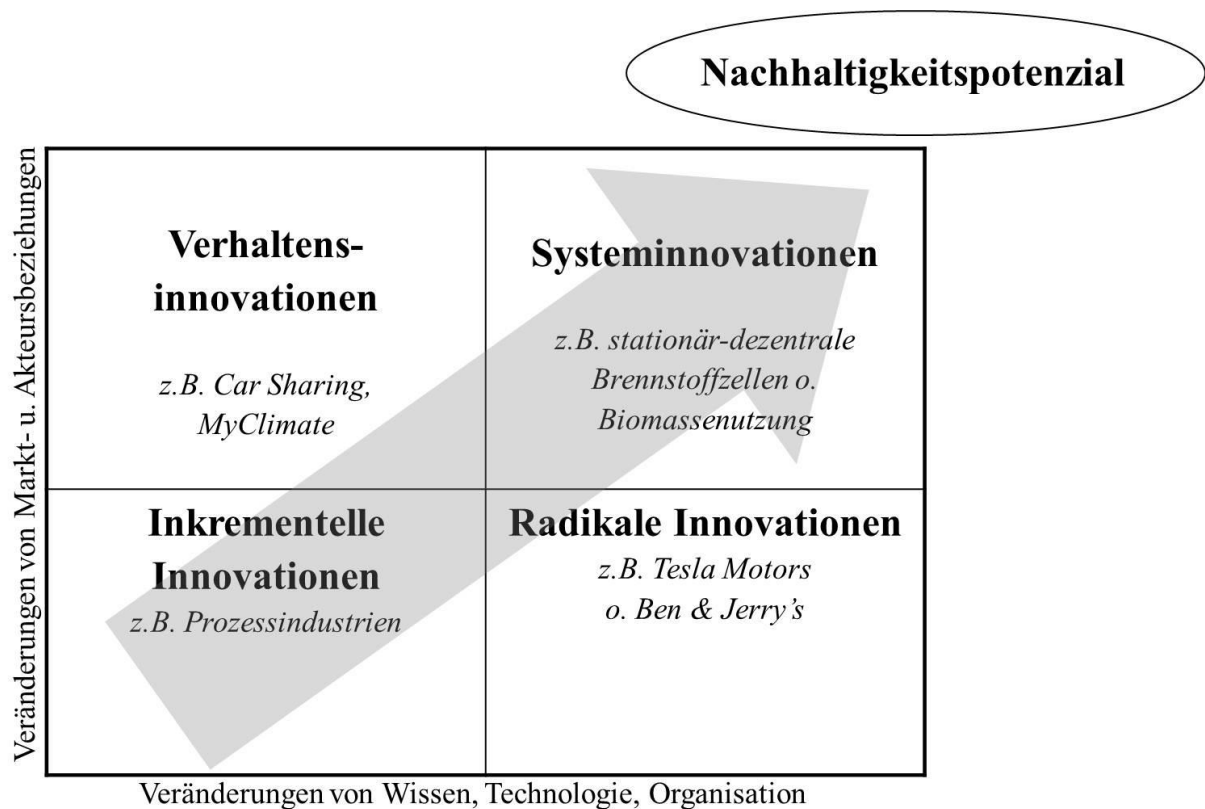 Nachhaltigkeitspotenzial
Veränderungen von Markt- u. Akteursbeziehungen
Verhaltens-
innovationen
z.B. Car Sharing,
MyClimate
Systeminnovationen
z.B. stationär-dezentrale
Brennstoffzellen o.
Biomassenutzung
Inkrementelle
Innovationen
z.B. Prozessindustrien
Radikale Innovationen
z.B. Tesla Motors
o. Ben & Jerry’s
Veränderungen von Wissen, Technologie, Organisation